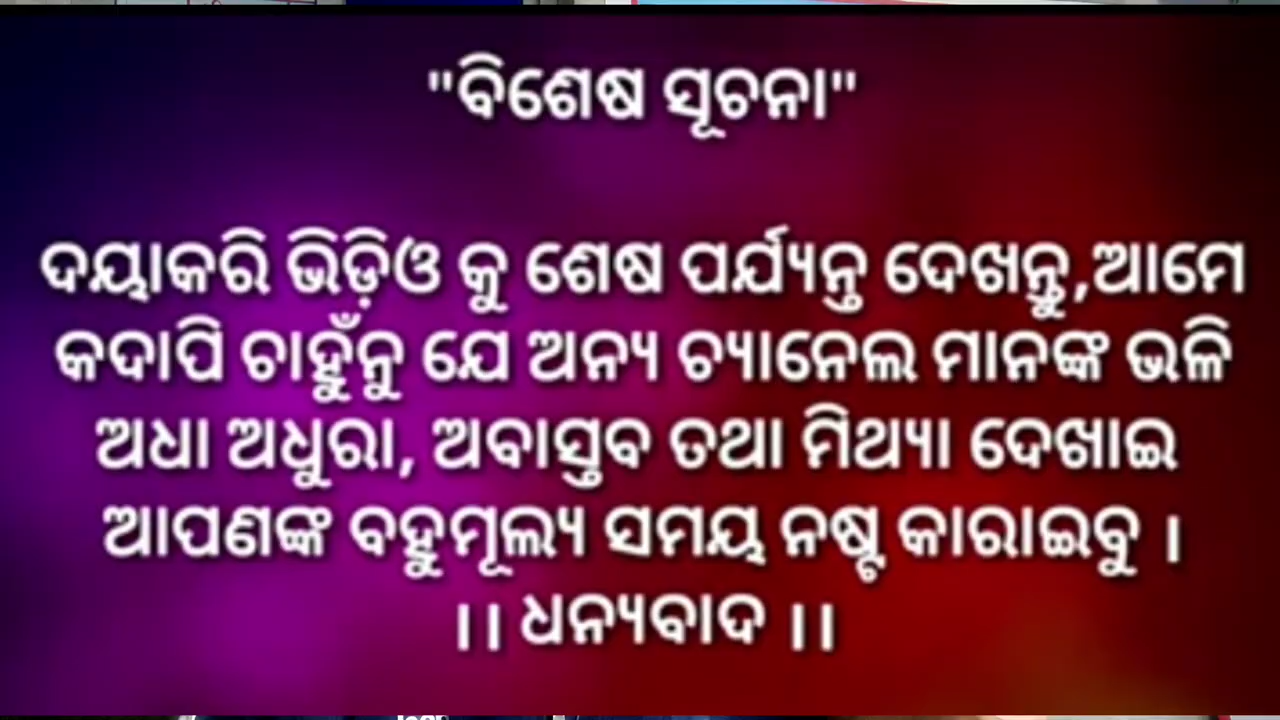 "ବିଶେଷ ସୂଚନା"
ଦୟାକରି ଭିଡ଼ିଓ କୁ ଶେଷ ପର୍ଯ୍ୟନ୍ତ ଦେଖନ୍ତୁ,ଆମେ
କଦାପି ଚାହୁଁନୁ ଯେ ଅନ୍ୟ ଚ୍ୟାନେଲ ମାନଙ୍କ ଭଳି
ଅଧା ଅଧୁରା, ଅବାସ୍ତବ ତଥା ମିଥ୍ୟା ଦେଖାଇ
ଆପଣଙ୍କ ବହୁମୂଲ୍ୟ ସମୟ ନଷ୍ଟ କାରାଇବୁ ।
।। ଧନ୍ୟବାଦ ।।